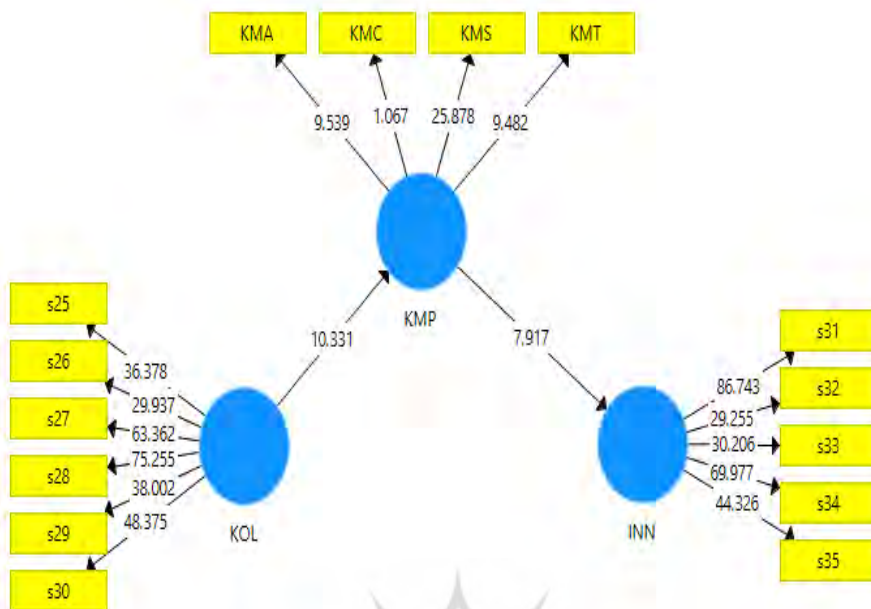 KMA KMC KMS KMT
9.539 1.067 25.878 9.482
KMP
10.331 7.917
s25
s26
s27
s28
s29
s30
36.378
29.937
63.362
75.255
38.002
48.375
KOL
INN
86.743
29.255
30.206
69.977
44.326
s31
s32
s33
s34
s35